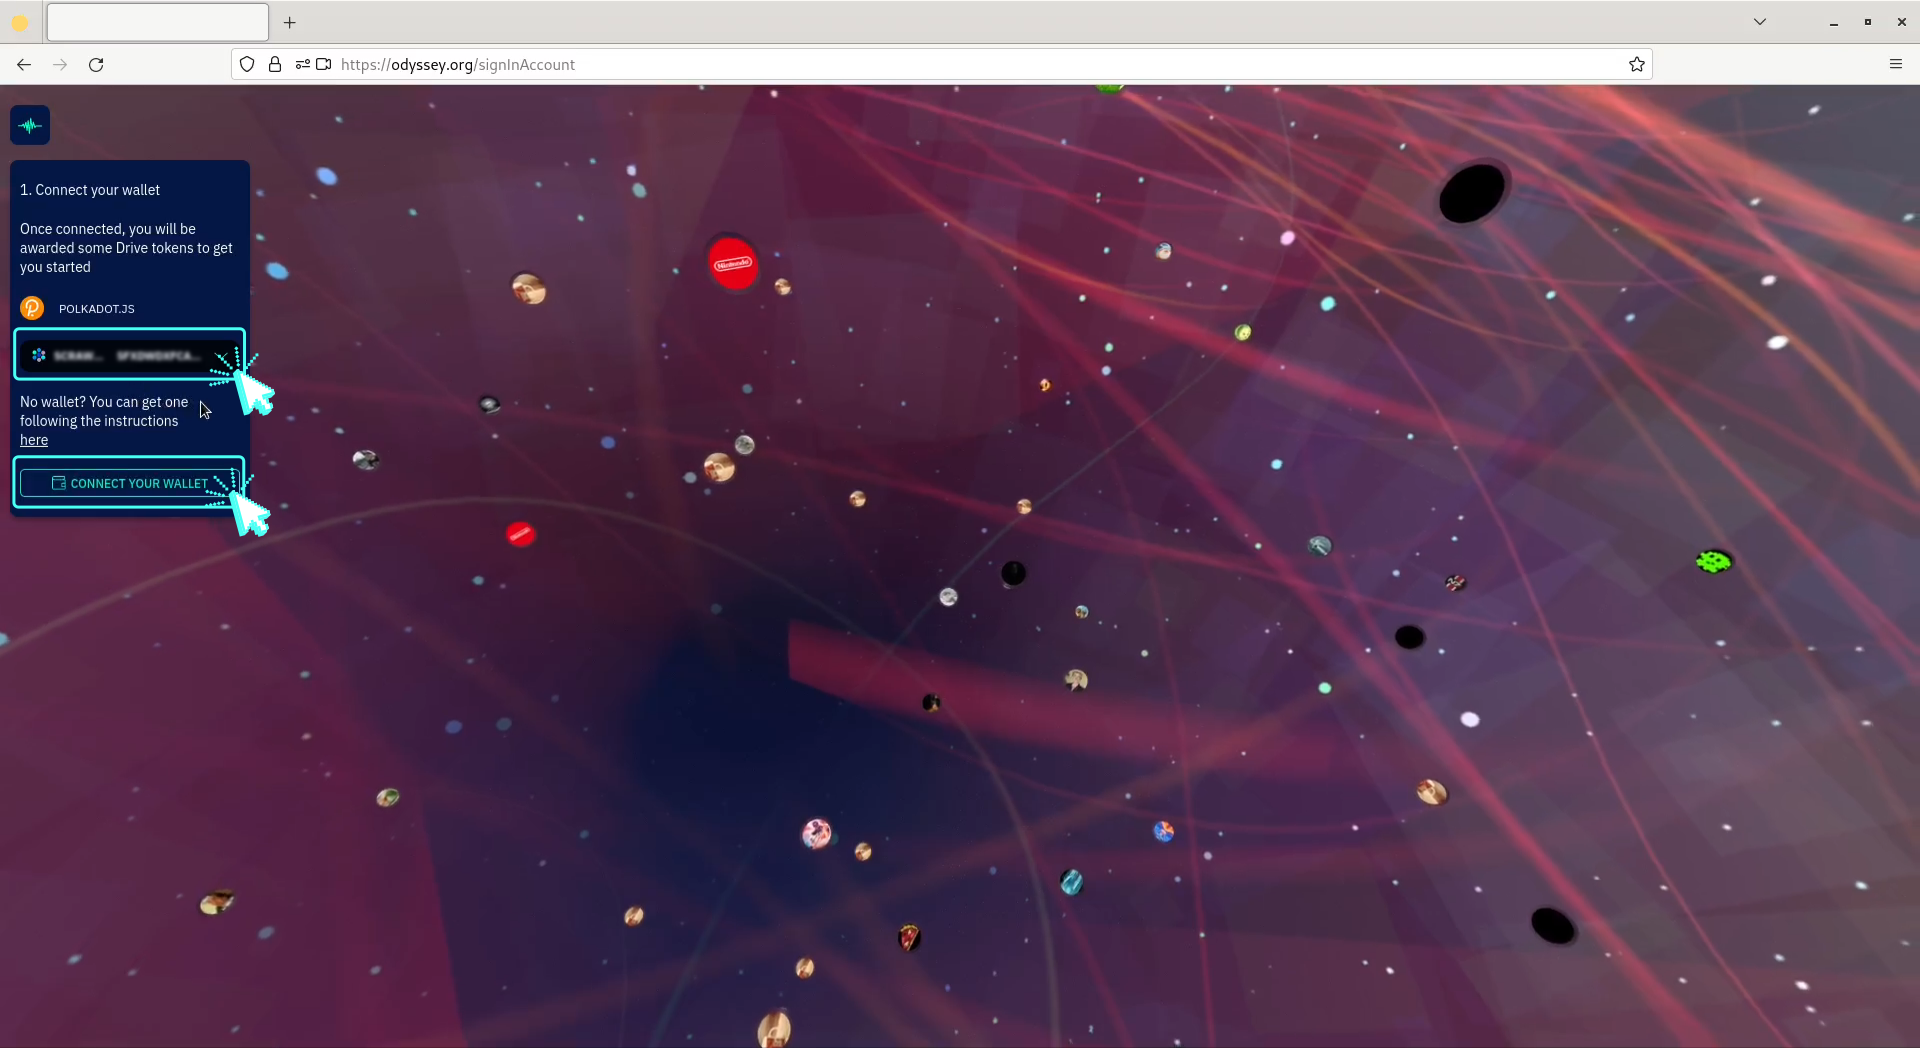 https://odyssey.org/signInAccount
1. Connect your wallet
Once connected, you will be
awarded some Drive tokens to get
you started
POLKADOT.JS
No wallet? You can get one
following the instructions
here
CONNECT YOUR WALLET
Nintendo